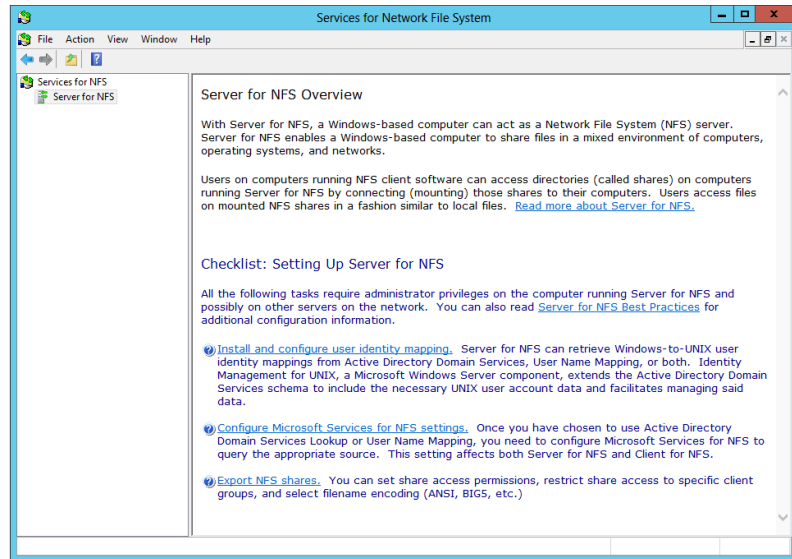 Services for Network File System
File Action View Window Help
Services for NFS
Server for NFS
Server for NFS Overview
With Server for NFS, a Windows-based computer can act as a Network File System (NFS) server.
Server for NFS enables a Windows-based computer to share files in a mixed environment of computers,
operating systems, and networks.
Users on computers running NFS client software can access directories (called shares) on computers
running Server for NFS by connecting (mounting) those shares to their computers. Users access files
on mounted NFS shares in a fashion similar to local files. Read more about Server for NFS.
Checklist: Setting Up Server for NFS
All the following tasks require administrator privileges on the computer running Server for NFS and
possibly on other servers on the network. You can also read Server for NFS Best Practices for
additional configuration information.
Install and configure user identity mapping. Server for NFS can retrieve Windows-to-UNIX user
identity mappings from Active Directory Domain Services, User Name Mapping, or both. Identity
Management for UNIX, a Microsoft Windows Server component, extends the Active Directory Domain
Services schema to include the necessary UNIX user account data and facilitates managing said
data.
Configure Microsoft Services for NFS settings. Once you have chosen to use Active Directory
Domain Services Lookup or User Name Mapping, you need to configure Microsoft Services for NFS to
query the appropriate source. This setting affects both Server for NFS and Client for NFS.
Export NFS shares. You can set share access permissions, restrict share access to specific client
groups, and select filename encoding (ANSI, BIG5, etc.)